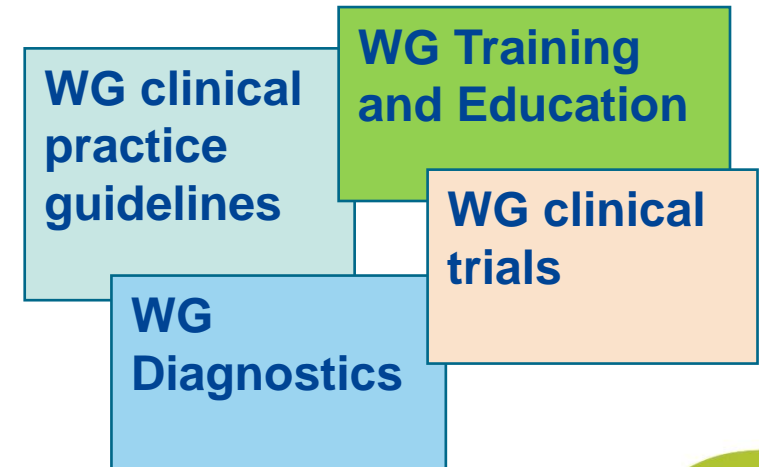 WG clinical
practice
guidelines
WG Training
and Education
WG clinical
trials
WG
Diagnostics